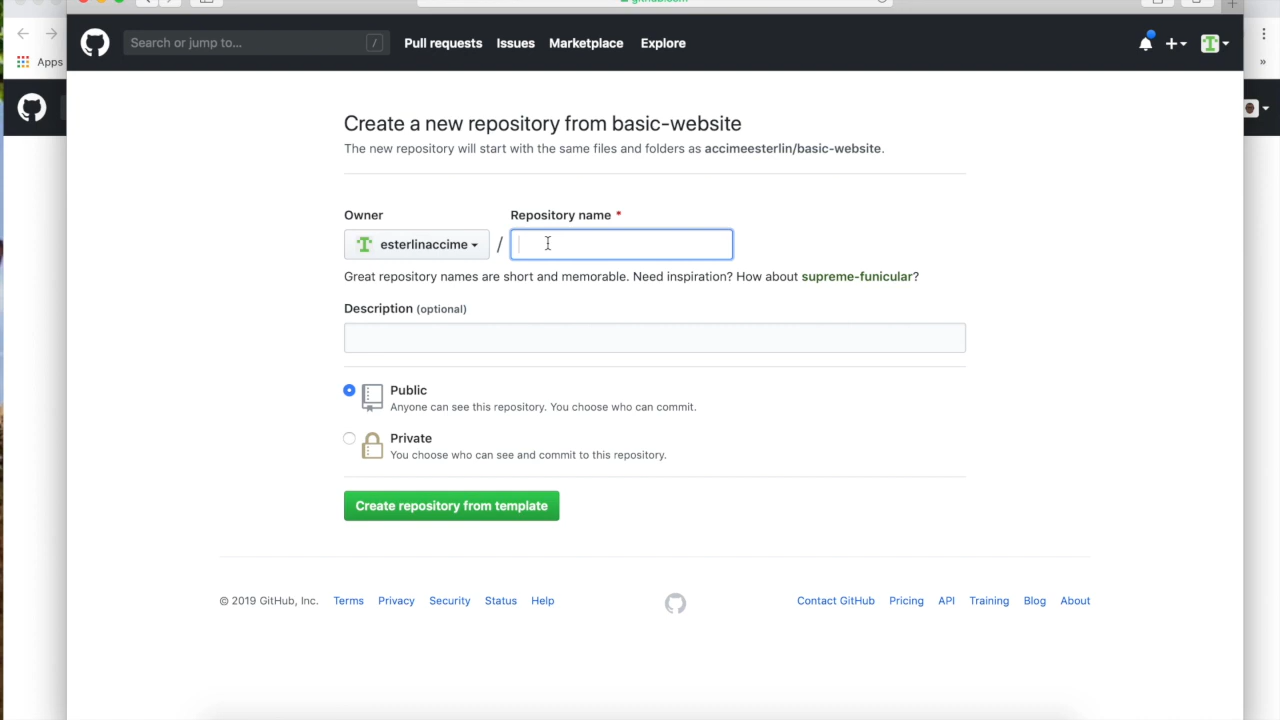 github.com
Search or jump to... /
Pull requests Issues Marketplace Explore
Apps
»
Create a new repository from basic-website
The new repository will start with the same files and folders as accimeesterlin/basic-website.
Owner
Repository name *
esterlinaccime /
Great repository names are short and memorable. Need inspiration? How about supreme-funicular?
Description (optional)
Public
Anyone can see this repository. You choose who can commit.
Private
You choose who can see and commit to this repository.
Create repository from template
© 2019 GitHub, Inc. Terms Privacy Security Status Help
Contact GitHub Pricing API Training Blog About